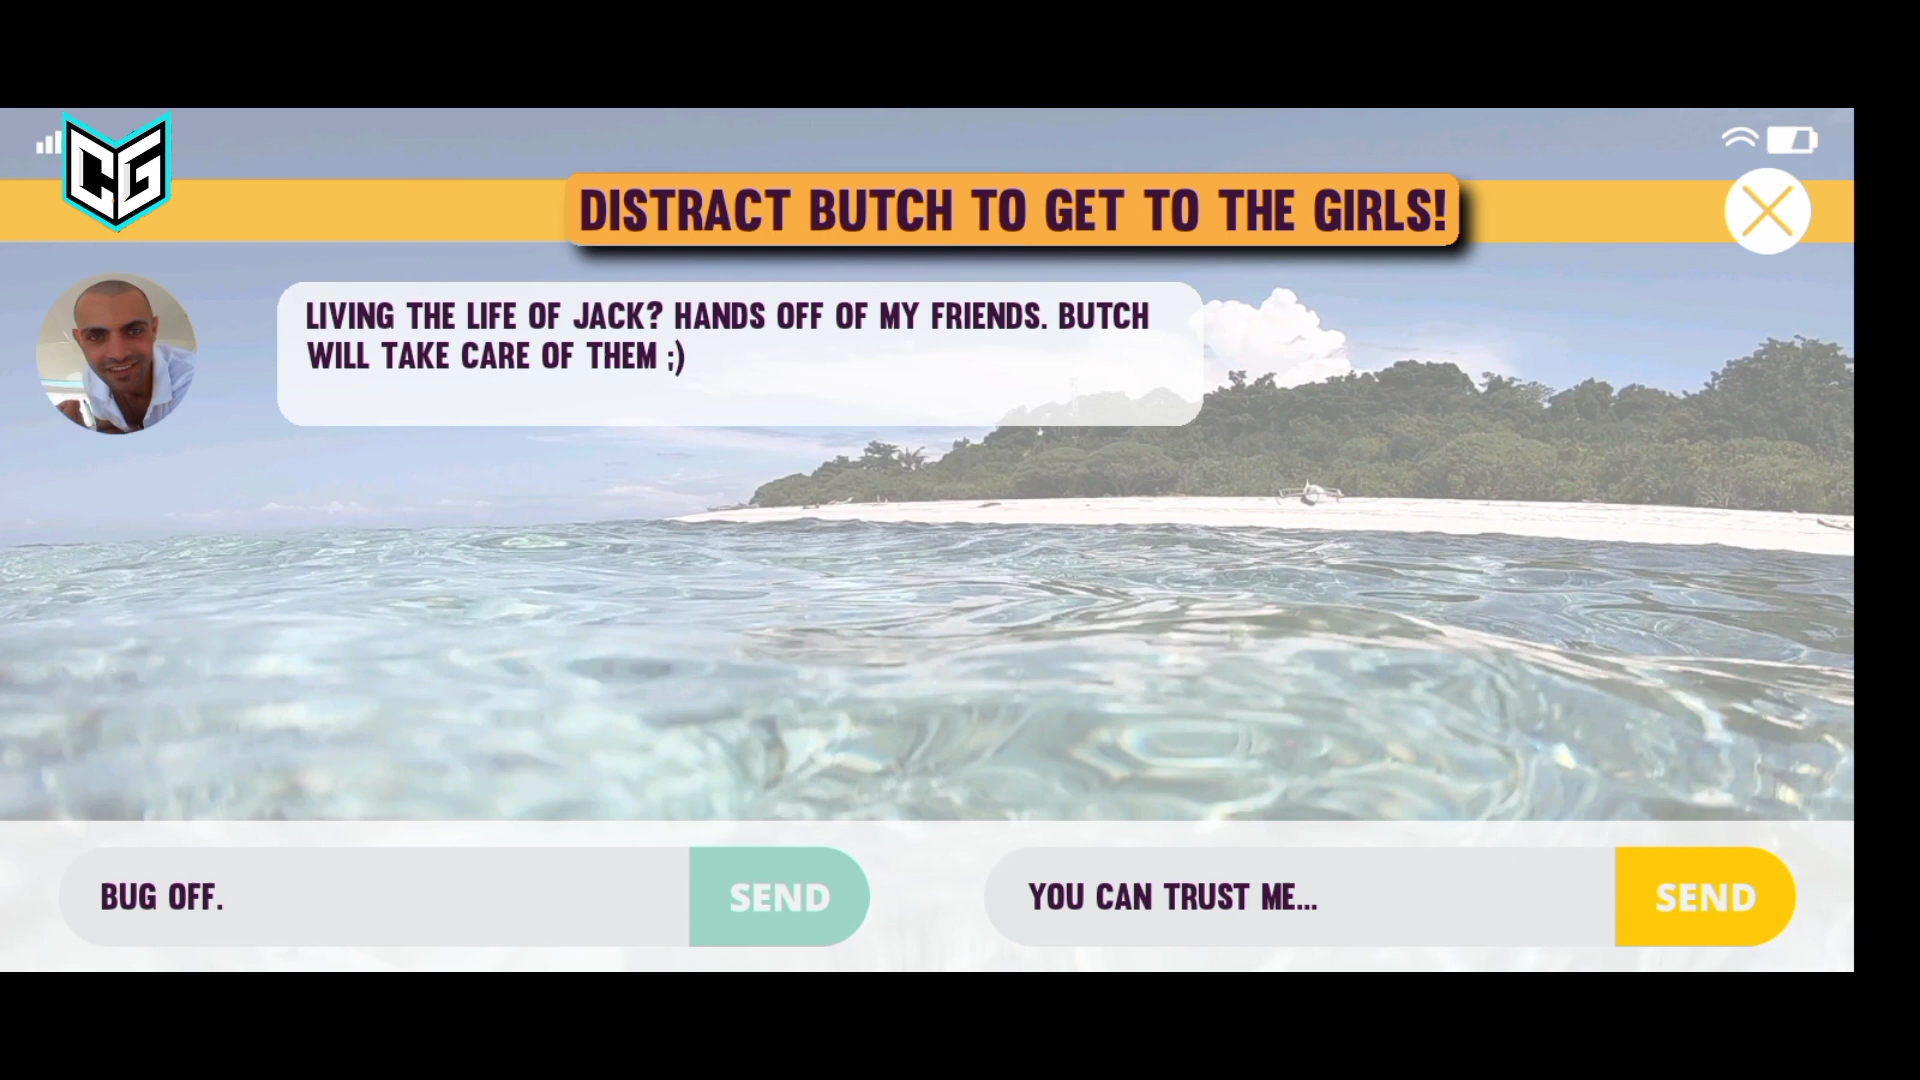 CG
DISTRACT BUTCH TO GET TO THE GIRLS!
LIVING THE LIFE OF JACK? HANDS OFF OF MY FRIENDS. BUTCH
WILL TAKE CARE OF THEM ;)
BUG OFF.
SEND
YOU CAN TRUST ME...
SEND